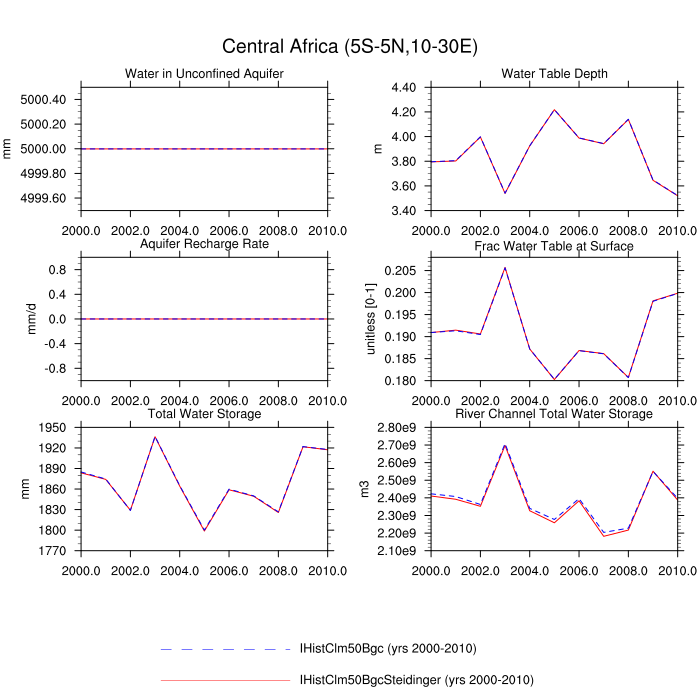 Central Africa (5S-5N,10-30E)
Water in Unconfined Aquifer
5000.40
5000.20
5000.00
4999.80
4999.60
mm
2000.0 2002.0 2004.0 2006.0 2008.0 2010.0
Water Table Depth
4.40
4.20
4.00
3.80
3.60
3.40
m
2000.0 2002.0 2004.0 2006.0 2008.0 2010.0
Aquifer Recharge Rate
0.8
0.4
0.0
-0.4
-0.8
mm/d
2000.0 2002.0 2004.0 2006.0 2008.0 2010.0
Frac Water Table at Surface
0.205
0.200
0.195
0.190
0.185
0.180
unitless [0-1]
2000.0 2002.0 2004.0 2006.0 2008.0 2010.0
Total Water Storage
1950
1920
1890
1860
1830
1800
1770
mm
2000.0 2002.0 2004.0 2006.0 2008.0 2010.0
River Channel Total Water Storage
2.80e9
2.70e9
2.60e9
2.50e9
2.40e9
2.30e9
2.20e9
2.10e9
m3
2000.0 2002.0 2004.0 2006.0 2008.0 2010.0
IHistClm50Bgc (yrs 2000-2010)
IHistClm50BgcSteidinger (yrs 2000-2010)